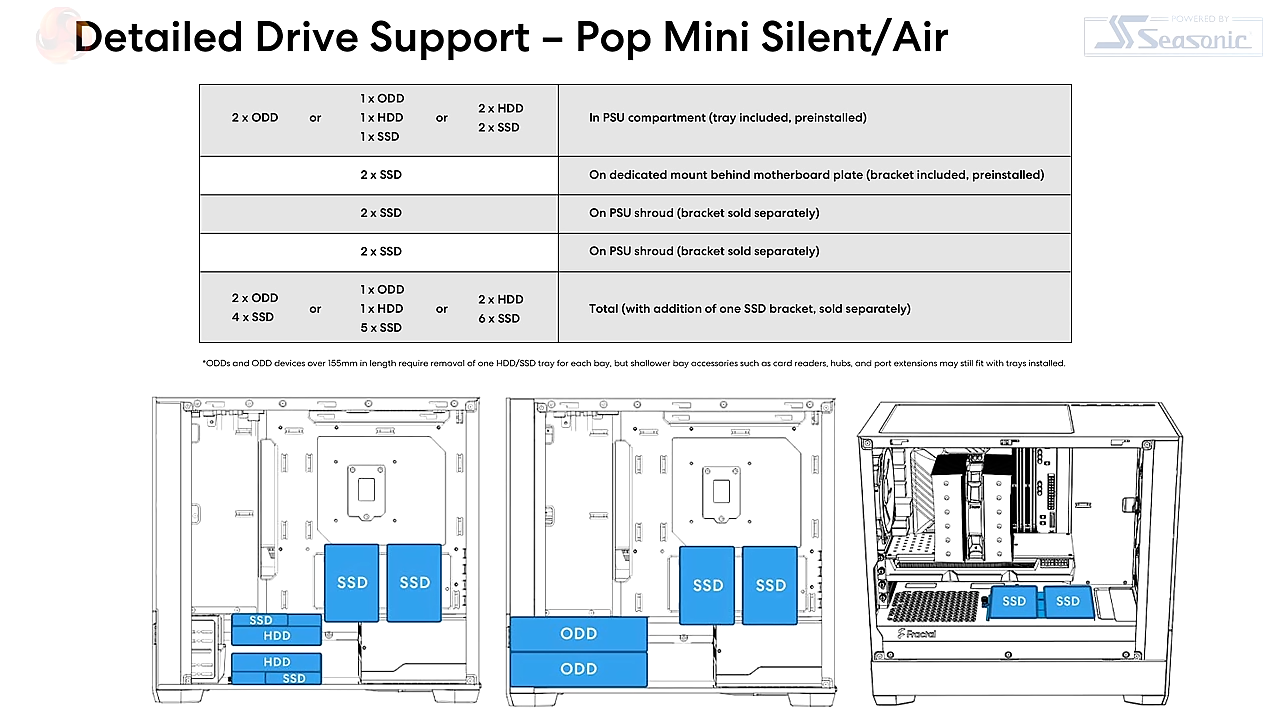 Detailed Drive Support – Pop Mini Silent/Air
POWERED BY
Seasonic
2 x ODD or 1 x ODD 1 x HDD 1 x SSD or 2 x HDD 2 x SSD
In PSU compartment (tray included, preinstalled)
2 x SSD
On dedicated mount behind motherboard plate (bracket included, preinstalled)
2 x SSD
On PSU shroud (bracket sold separately)
2 x SSD
On PSU shroud (bracket sold separately)
2 x ODD 4 x SSD or 1 x ODD 1 x HDD 5 x SSD or 2 x HDD 6 x SSD
Total (with addition of one SSD bracket, sold separately)
*ODDs and ODD devices over 155mm in length require removal of one HDD/SSD tray for each bay, but shallower bay accessories such as card readers, hubs, and port extensions may still fit with trays installed.
SSD SSD
SSD
HDD
HDD
SSD
SSD SSD
ODD
ODD
SSD SSD
Fractal